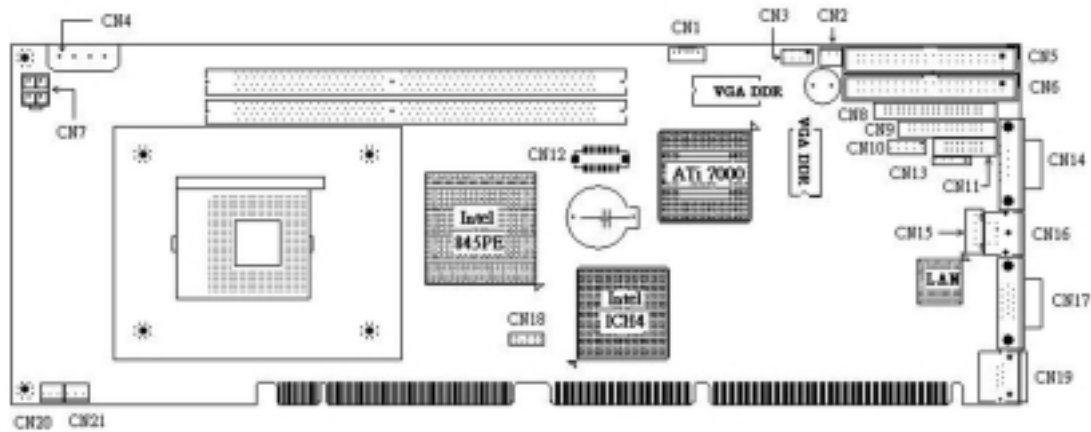 CN4
CN1
CN3
CN2
CN5
CN6
CN7
VGA DDR
CN8
CN9
CN10
VGA DDR
CN12
CN14
ATi 7000
CN13
CN11
Intel
845PE
CN15
CN16
LAN
Intel
ICH4
CN17
CN18
CN19
CN20
CN21